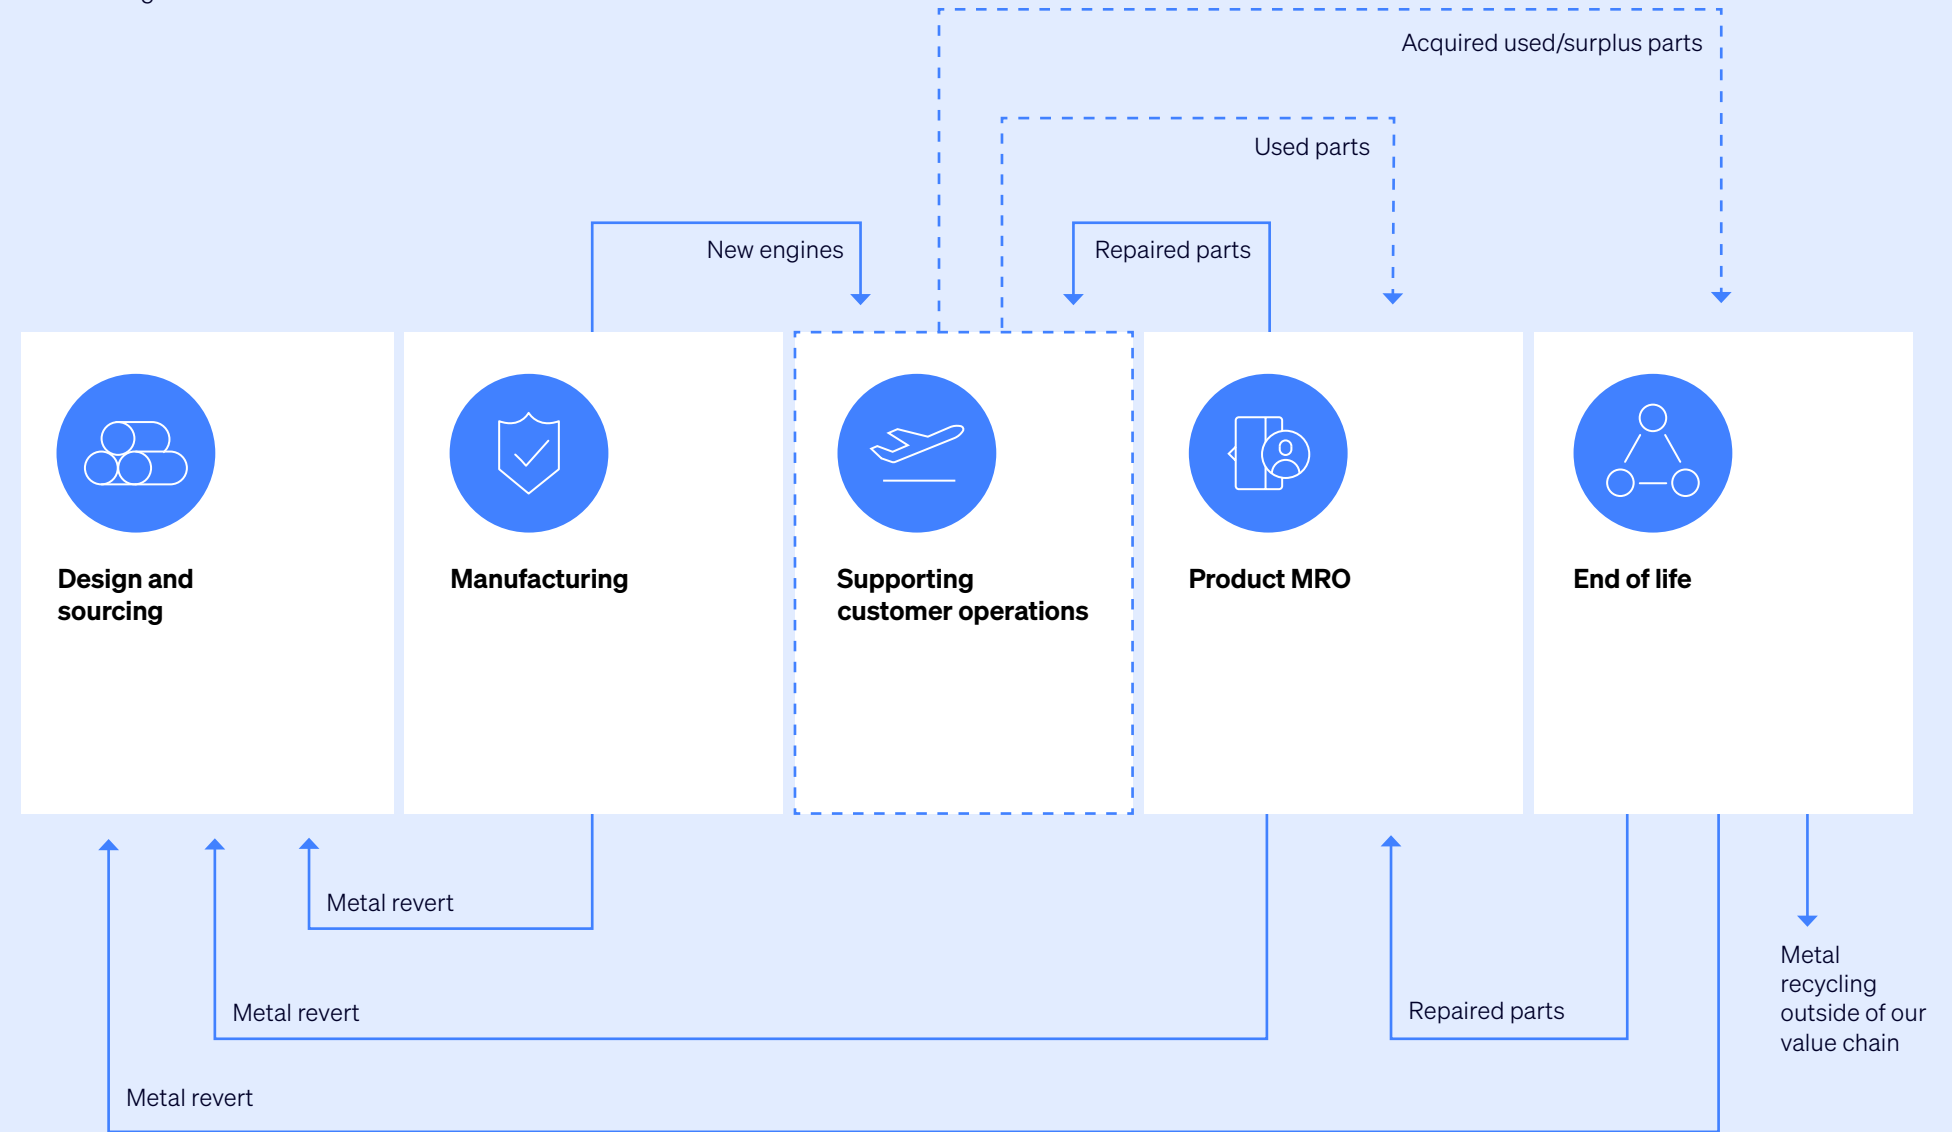 Acquired used/surplus parts
Used parts
New engines
Repaired parts
Design and
sourcing
Manufacturing
Supporting
customer operations
Product MRO
End of life
Metal revert
Metal revert
Metal revert
Repaired parts
Metal
recycling
outside of our
value chain